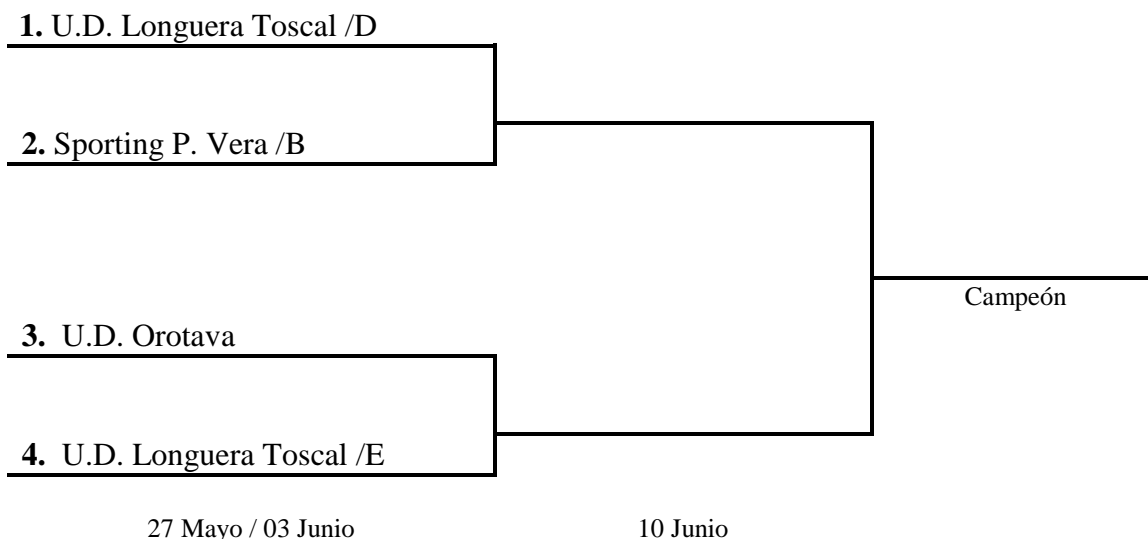 1. U.D. Longuera Toscal /D
2. Sporting P. Vera /B
Campeón
3. U.D. Orotava
4. U.D. Longuera Toscal /E
27 Mayo / 03 Junio
10 Junio